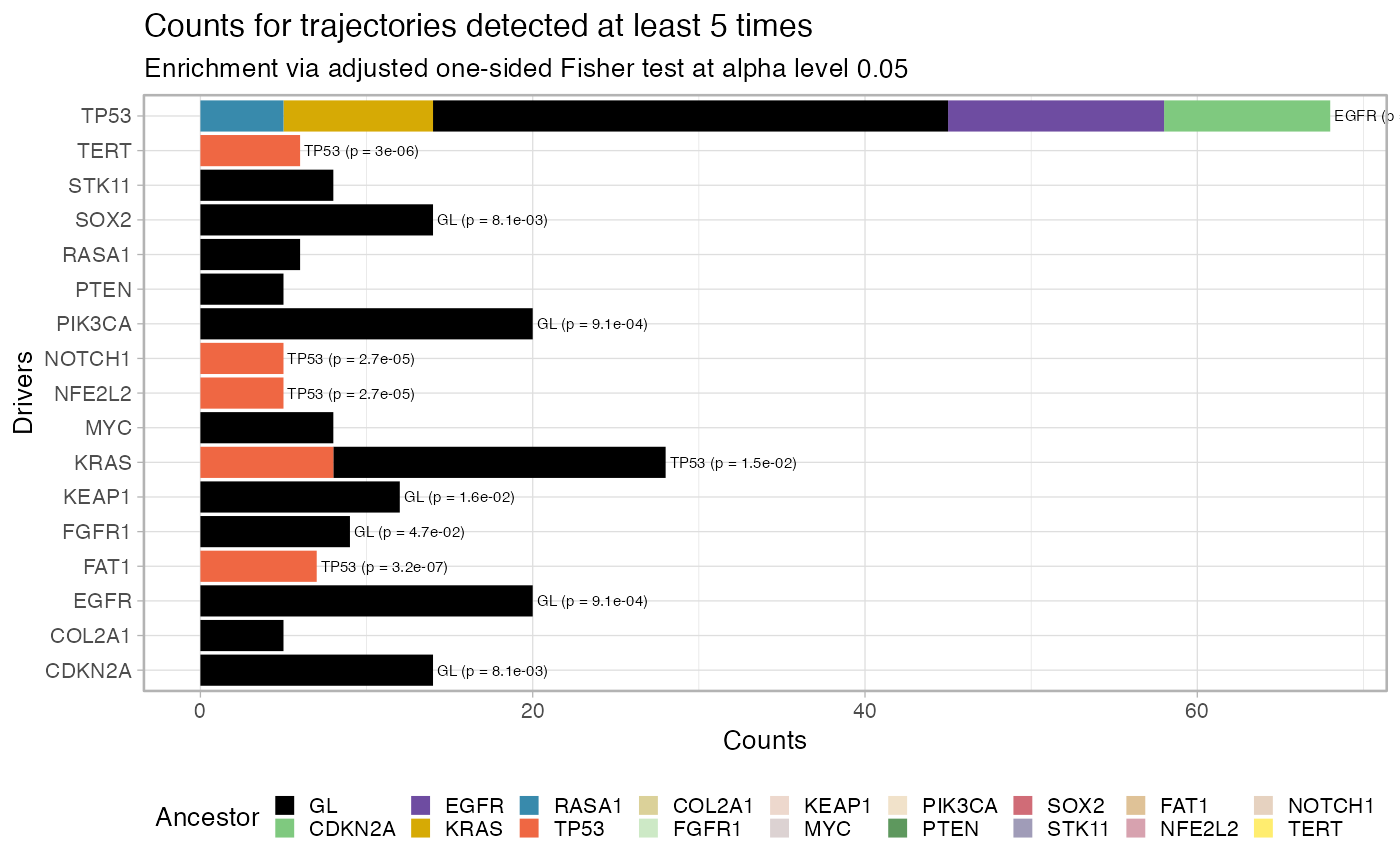 Counts for trajectories detected at least 5 times
Enrichment via adjusted one-sided Fisher test at alpha level 0.05
Drivers
TP53 EGFR (p
TERT TP53 (p = 3e-06)
STK11
SOX2 GL (p = 8.1e-03)
RASA1
PTEN
PIK3CA GL (p = 9.1e-04)
NOTCH1 TP53 (p = 2.7e-05)
NFE2L2 TP53 (p = 2.7e-05)
MYC
KRAS TP53 (p = 1.5e-02)
KEAP1 GL (p = 1.6e-02)
FGFR1 GL (p = 4.7e-02)
FAT1 TP53 (p = 3.2e-07)
EGFR GL (p = 9.1e-04)
COL2A1
CDKN2A GL (p = 8.1e-03)
0 20 40 60
Counts
Ancestor
GL EGFR RASA1 COL2A1 KEAP1 PIK3CA SOX2 FAT1 NOTCH1
CDKN2A KRAS TP53 FGFR1 MYC PTEN STK11 NFE2L2 TERT